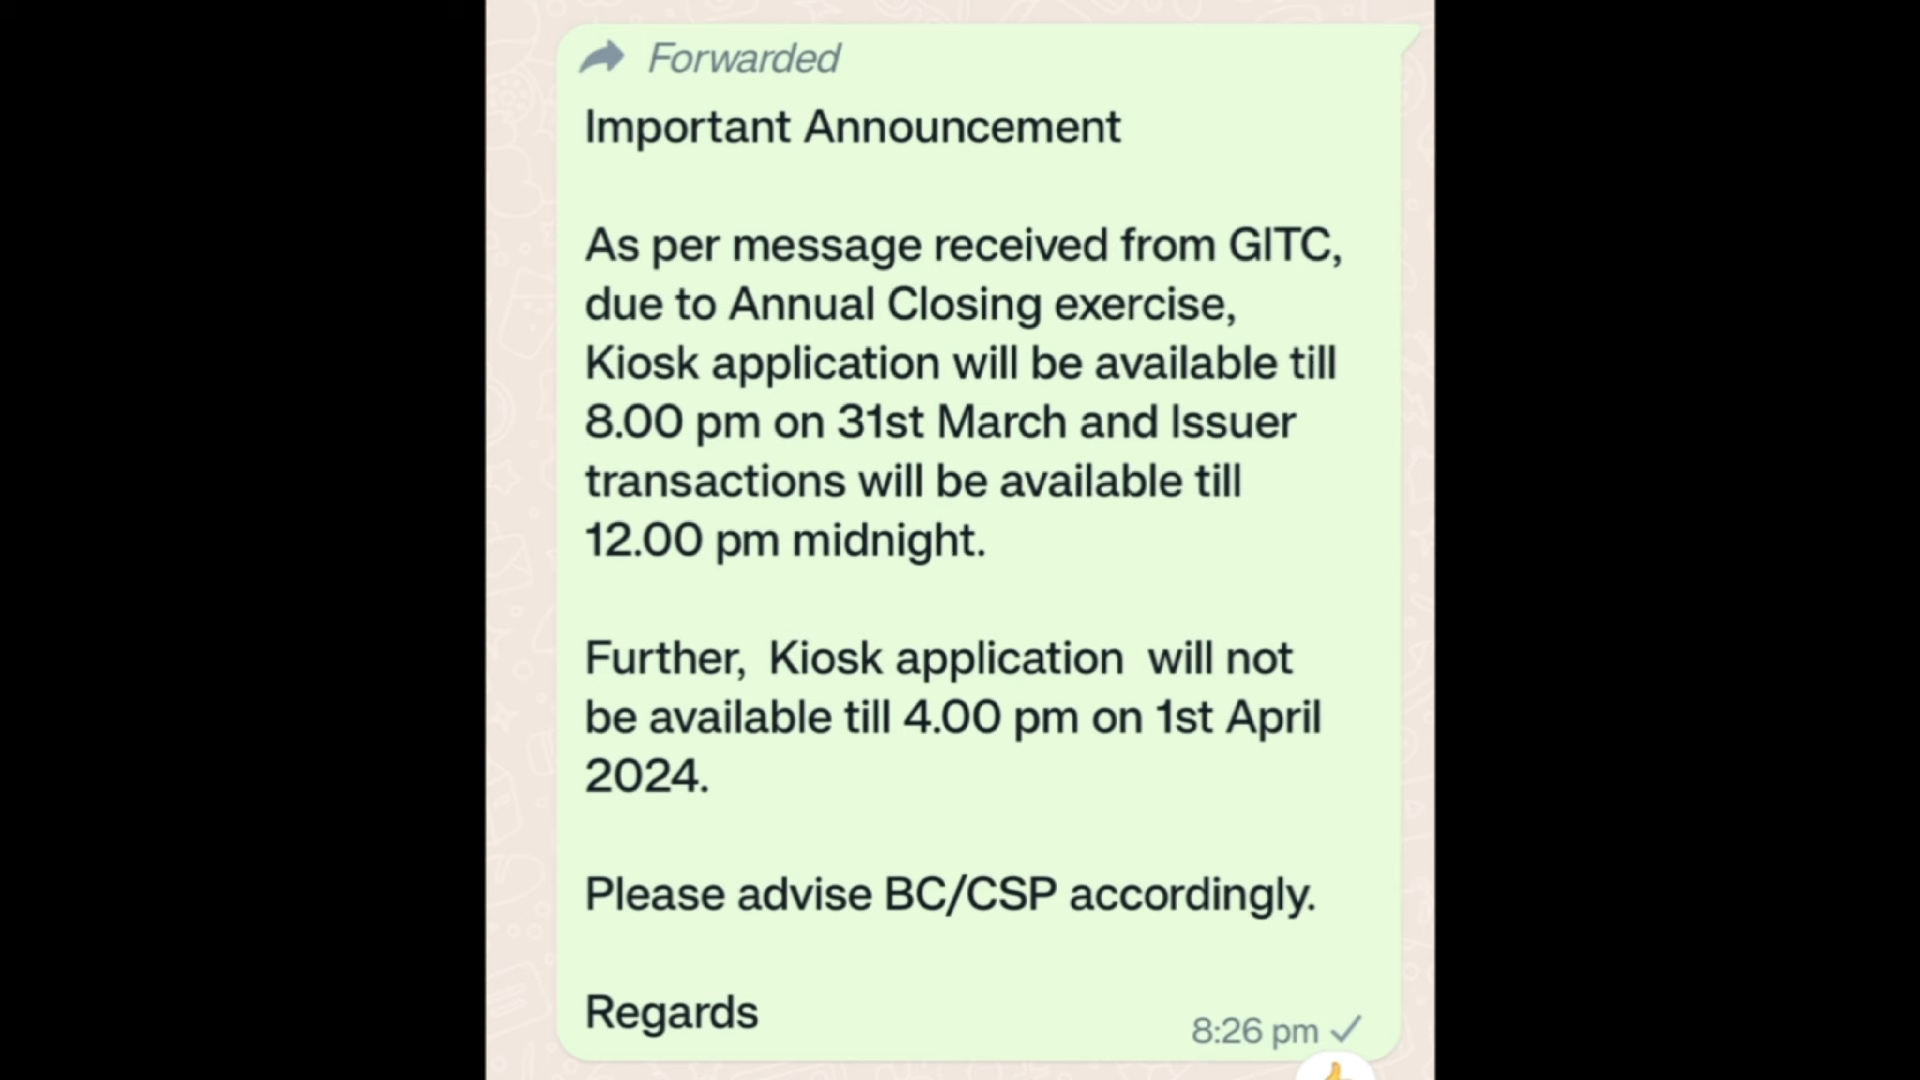 Forwarded
Important Announcement
As per message received from GITC,
due to Annual Closing exercise,
Kiosk application will be available till
8.00 pm on 31st March and Issuer
transactions will be available till
12.00 pm midnight.
Further,  Kiosk application  will not
be available till 4.00 pm on 1st April
2024.
Please advise BC/CSP accordingly.
Regards
8:26 pm